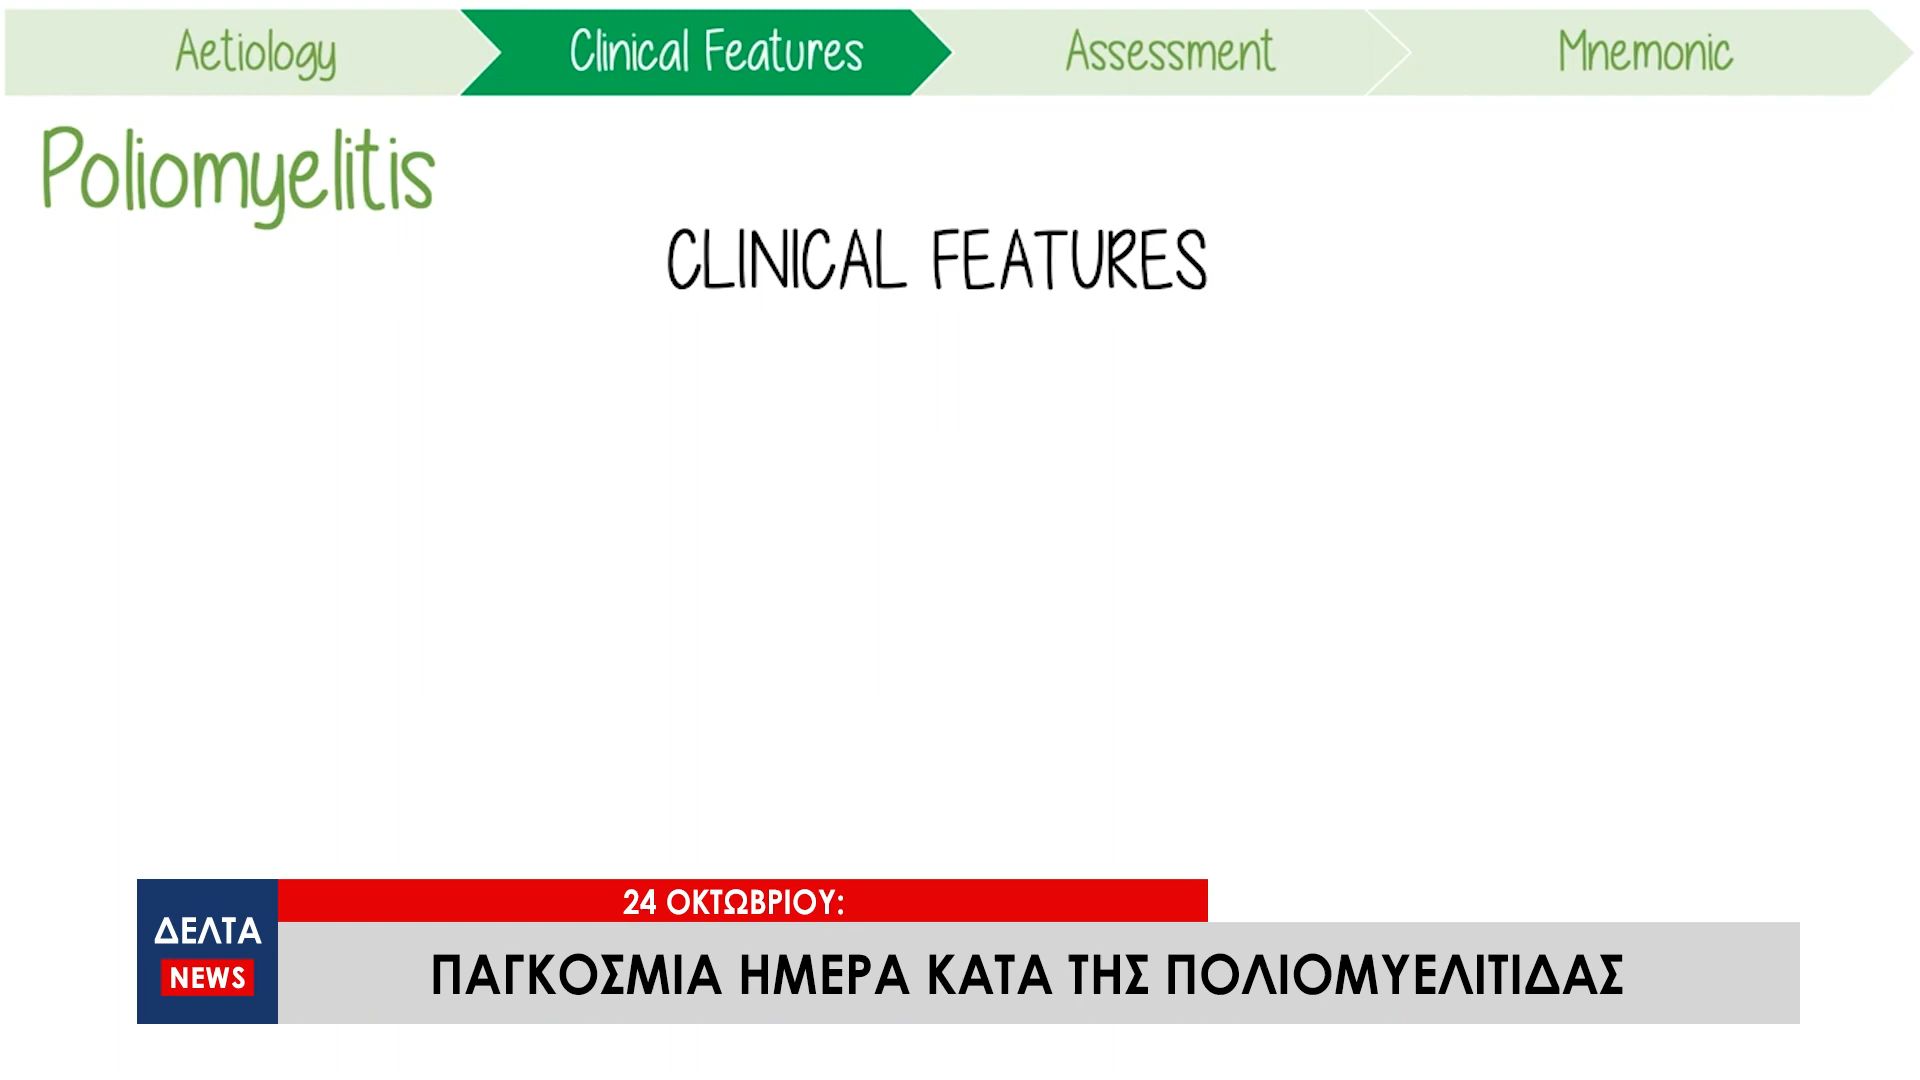 Aetiology
Clinical Features
Assessment
Mnemonic
Poliomyelitis
CLINICAL FEATURES
24 ΟΚΤΩΒΡΙΟΥ:
ΔΕΛΤΑ
NEWS
ΠΑΓΚΟΣΜΙΑ ΗΜΕΡΑ ΚΑΤΑ ΤΗΣ ΠΟΛΙΟΜΥΕΛΙΤΙΔΑΣ